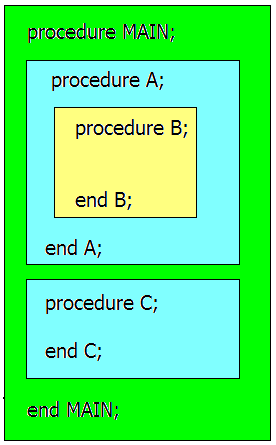 procedure MAIN;
procedure A;
procedure B;
end B;
end A;
procedure C;
end C;
end MAIN;